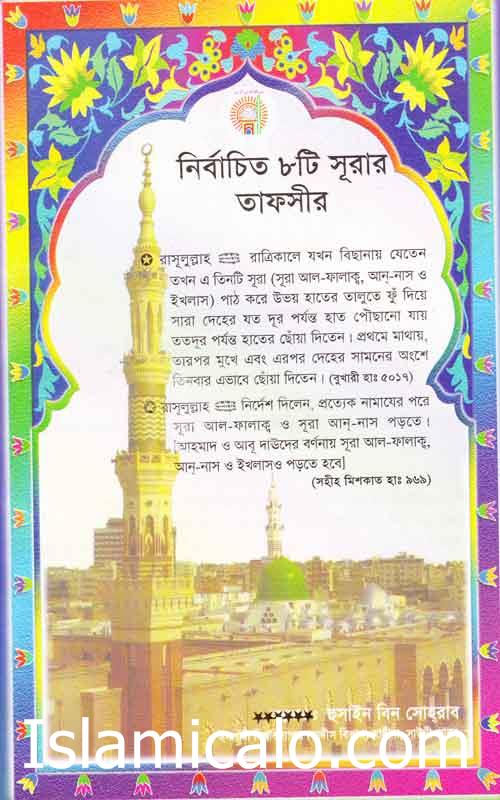 নির্বাচিত ৮টি সূরার
তাফসীর
রাসূলুল্লাহ ﷺ রাত্রিকালে যখন বিছানায় যেতেন
তখন এ তিনটি সূরা (সূরা আল-ফালাকু, আন্-নাস ও
ইখলাস) পাঠ করে উভয় হাতের তালুতে ফুঁ দিয়ে
সারা দেহের যত দূর পর্যন্ত হাত পৌছানো যায়
ততদূর পর্যন্ত হাতের ছোঁয়া দিতেন। প্রথমে মাথায়,
তারপর মুখে এবং এরপর দেহের সামনের অংশে
তিনবার এভাবে ছোঁয়া দিতেন। (বুখারী হাঃ ৫০১৭)
রাসূলুল্লাহ ﷺ নির্দেশ দিলেন, প্রত্যেক নামাযের পরে
সূরা আল-ফালাকু ও সূরা আন্-নাস পড়তে।
[আহমাদ ও আবূ দাঊদের বর্ণনায় সূরা আল-ফালাকু,
আন্-নাস ও ইখলাসও পড়তে হবে]
(সহীহ মিশকাত হাঃ ৯৬৯)
হুসাইন বিন সোহরাব
Islamicalo.com